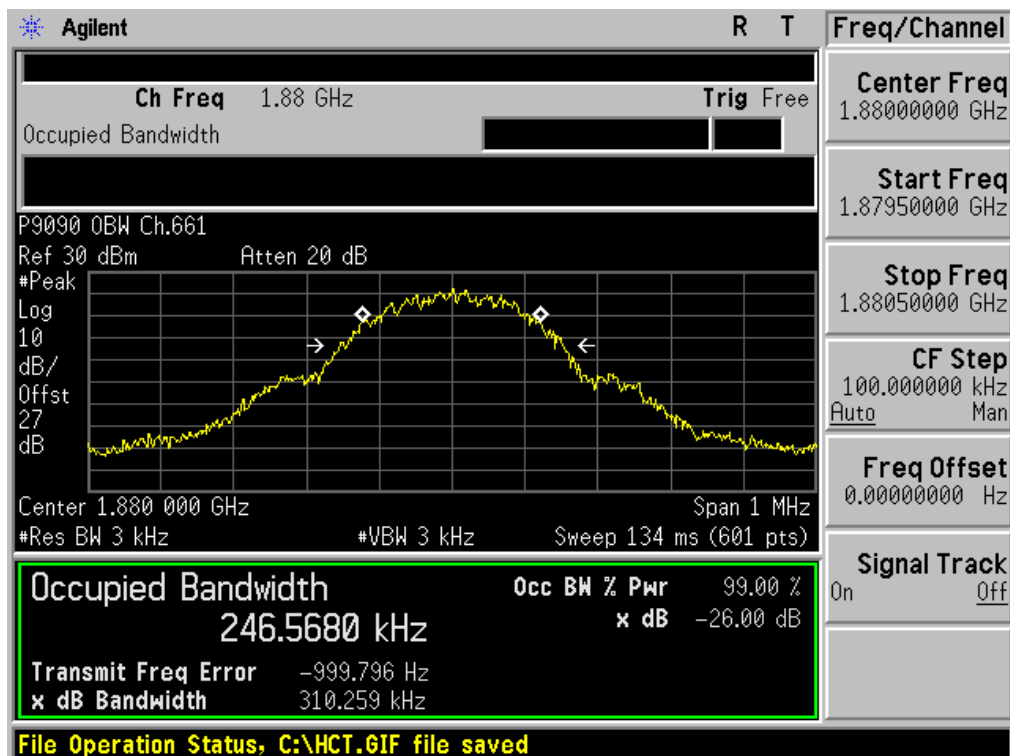 Agilent R T
Ch Freq 1.88 GHz Trig Free
Occupied Bandwidth
P9090 OBW Ch.661
Ref 30 dBm Atten 20 dB
#Peak
Log
10
dB/
Offst
27
dB
Center 1.880 000 GHz Span 1 MHz
#Res BW 3 kHz #VBW 3 kHz Sweep 134 ms (601 pts)
Occupied Bandwidth Occ BW % Pwr 99.00 %
246.5680 kHz x dB -26.00 dB
Transmit Freq Error -999.796 Hz
x dB Bandwidth 310.259 kHz
File Operation Status, C:\HCT.GIF file saved
Freq/Channel
Center Freq
1.88000000 GHz
Start Freq
1.87950000 GHz
Stop Freq
1.88050000 GHz
CF Step
100.000000 kHz
Auto Man
Freq Offset
0.00000000 Hz
Signal Track
On Off